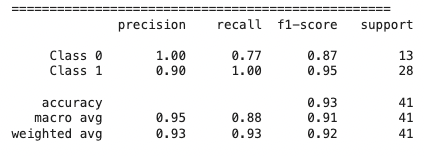 ==================================================
precision recall f1-score support
Class 0 1.00 0.77 0.87 13
Class 1 0.90 1.00 0.95 28
accuracy 0.93 41
macro avg 0.95 0.88 0.91 41
weighted avg 0.93 0.93 0.92 41